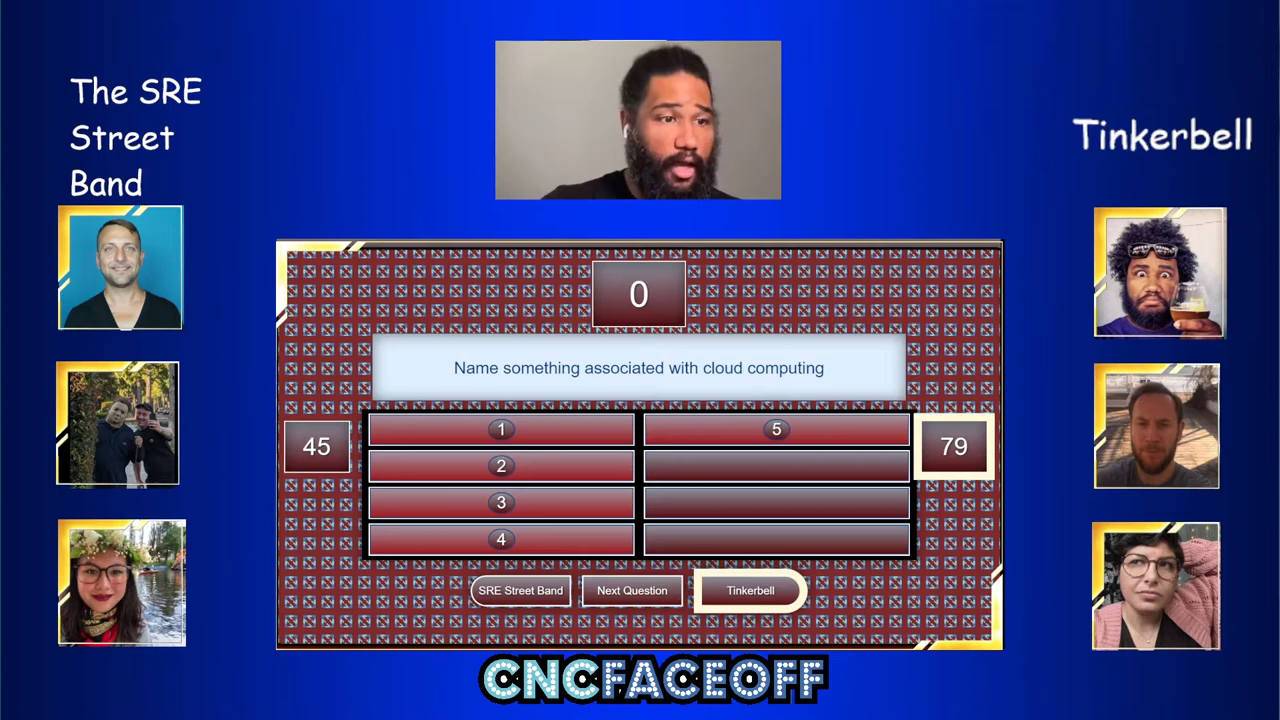 The SRE
Street
Band
Tinkerbell
0
Name something associated with cloud computing
45
1
5
79
2
3
4
SRE Street Band
Next Question
Tinkerbell
CNCFACEOFF